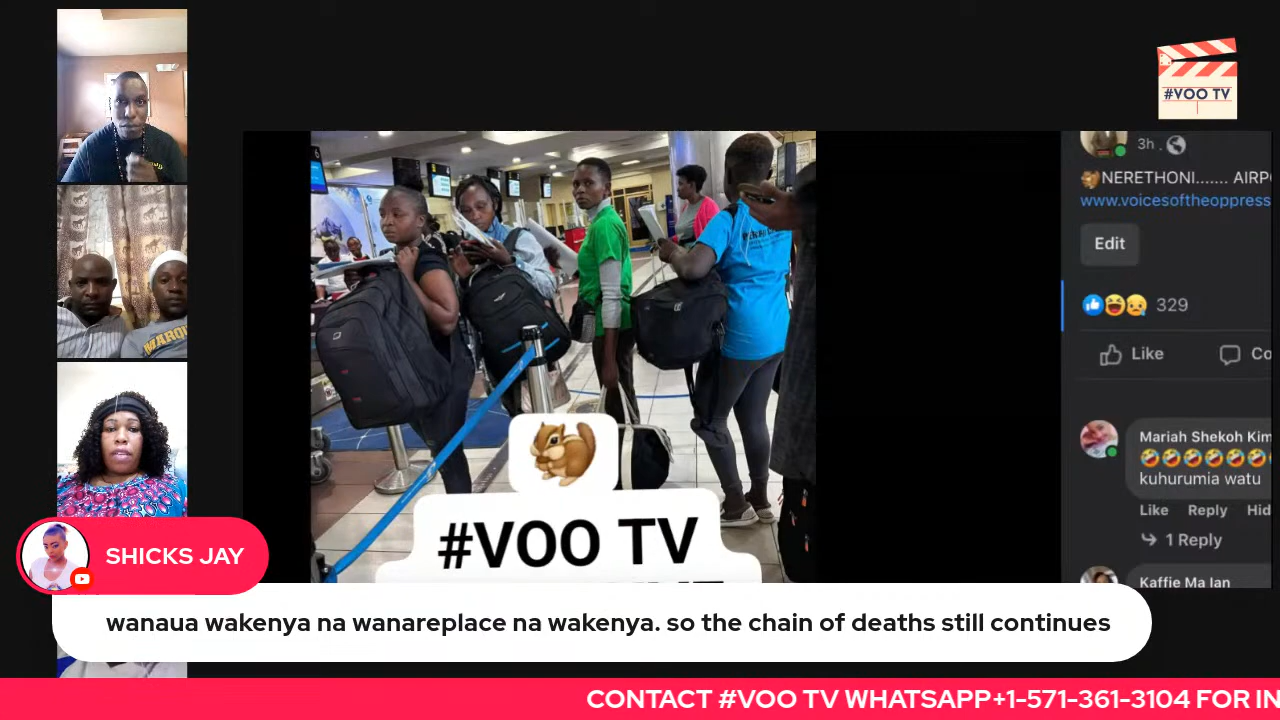 #VOO TV
3h.
NERETHONI....... AIRPO
www.voicesoftheoppress
Edit
329
Like
Co
Mariah Shekoh Kim
kuhurumia watu
Like Reply Hid
1 Reply
Kaffie Ma Ian
MARQU
#VOO TV
SHICKS JAY
wanaua wakenya na wanareplace na wakenya. so the chain of deaths still continues
CONTACT #VOO TV WHATSAPP+1-571-361-3104 FOR IN